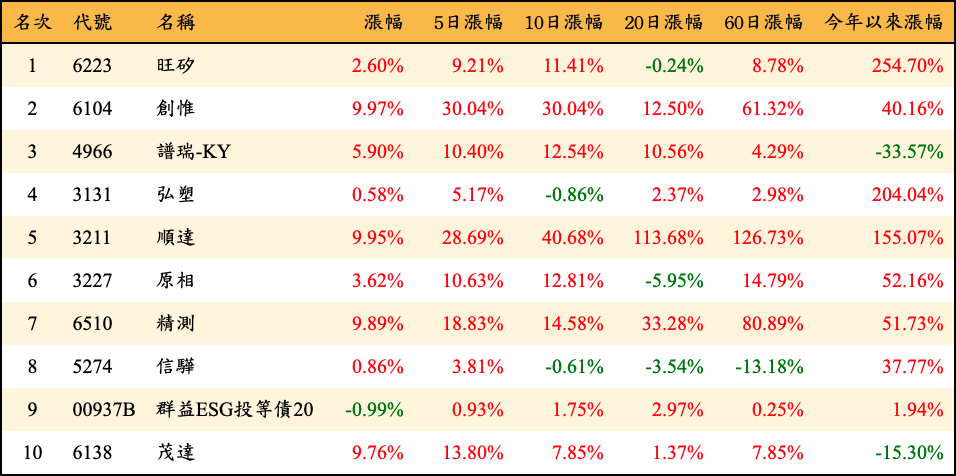 名次 代號 名稱 漲幅 5日漲幅 10日漲幅 20日漲幅 60日漲幅 今年以來漲幅
1 6223 旺矽 2.60% 9.21% 11.41% -0.24% 8.78% 254.70%
2 6104 創惟 9.97% 30.04% 30.04% 12.50% 61.32% 40.16%
3 4966 譜瑞-KY 5.90% 10.40% 12.54% 10.56% 4.29% -33.57%
4 3131 弘塑 0.58% 5.17% -0.86% 2.37% 2.98% 204.04%
5 3211 順達 9.95% 28.69% 40.68% 113.68% 126.73% 155.07%
6 3227 原相 3.62% 10.63% 12.81% -5.95% 14.79% 52.16%
7 6510 精測 9.89% 18.83% 14.58% 33.28% 80.89% 51.73%
8 5274 信驊 0.86% 3.81% -0.61% -3.54% -13.18% 37.77%
9 00937B 群益ESG投等債20 -0.99% 0.93% 1.75% 2.97% 0.25% 1.94%
10 6138 茂達 9.76% 13.80% 7.85% 1.37% 7.85% -15.30%